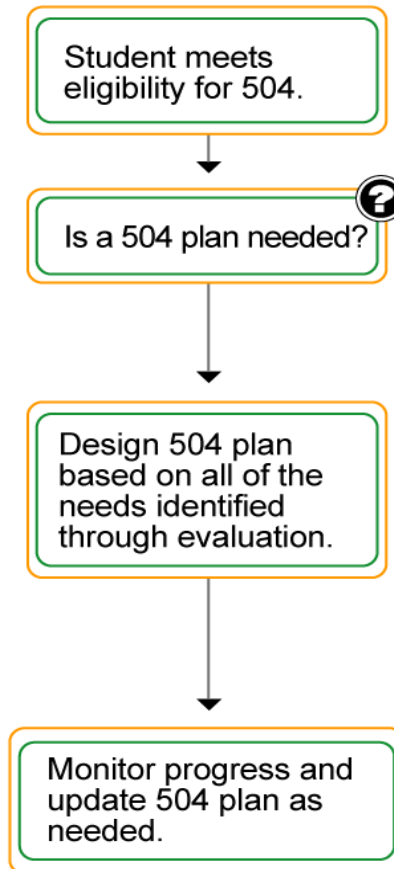 Student meets
eligibility for 504.
?
Is a 504 plan needed?
Design 504 plan
based on all of the
needs identified
through evaluation.
Monitor progress and
update 504 plan as
needed.